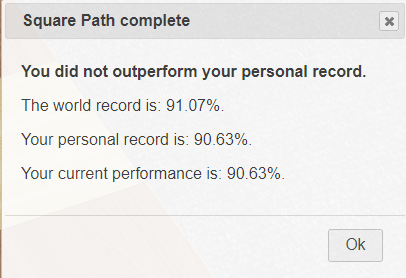 Square Path complete
You did not outperform your personal record.
The world record is: 91.07%.
Your personal record is: 90.63%.
Your current performance is: 90.63%.
Ok